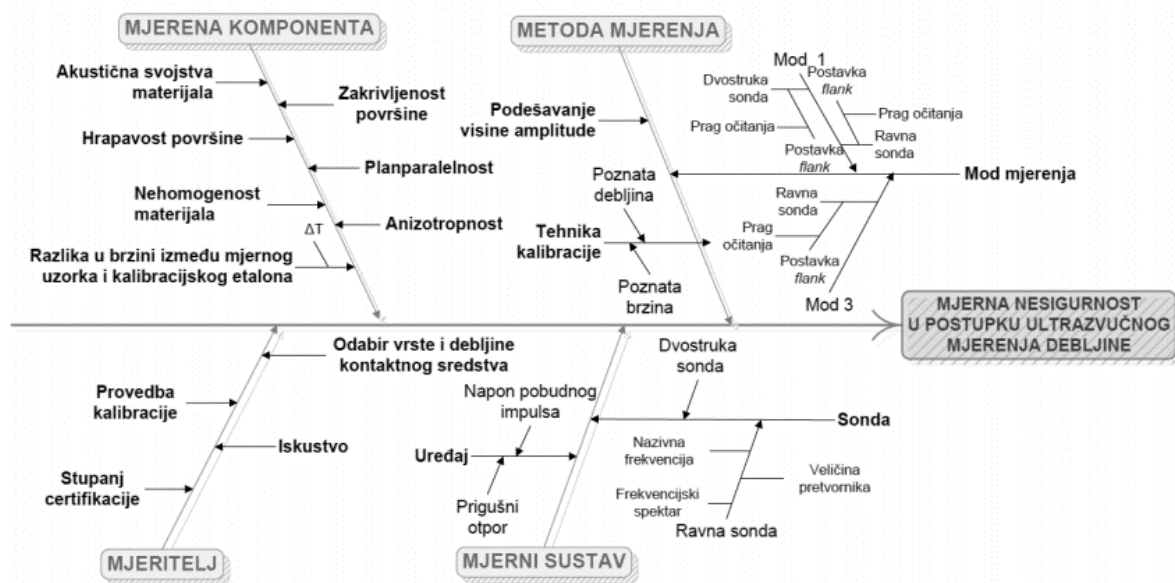 MJERENA KOMPONENTA
Akustična svojstva
materijala
Zakrivljenost
površine
Hrapavost površine
Planparalelnost
Nehomogenost
materijala
Anizotropnost
ΔT
Razlika u brzini između mjernog
uzorka i kalibracijskog etalona
METODA MJERENJA
Podešavanje
visine amplitude
Poznata
debljina
Tehnika
kalibracije
Poznata
brzina
Mod 1
Dvostruka
sonda
Prag očitanja
Postavka
flank
Postavka
flank
Prag očitanja
Ravna
sonda
Mod mjerenja
Ravna
sonda
Prag
očitanja
Postavka
flank
Mod 3
MJERNA NESIGURNOST
U POSTUPKU ULTRAZVUČNOG
MJERENJA DEBLJINE
Odabir vrste i debljine
kontaktnog sredstva
Provedba
kalibracije
Iskustvo
Stupanj
certifikacije
MJERITELJ
Napon pobudnog
impulsa
Uređaj
Prigušni
otpor
MJERNI SUSTAV
Dvostruka
sonda
Sonda
Nazivna
frekvencija
Veličina
pretvornika
Frekvencijski
spektar
Ravna sonda